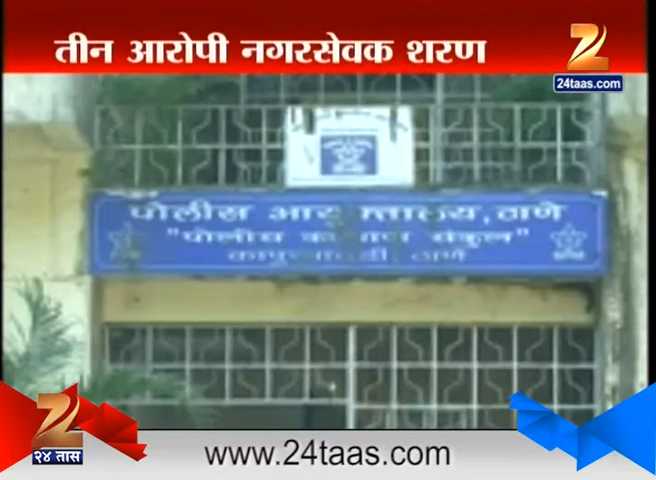 तीन आरोपी नगरसेवक शरण
24taas.com
पोलीस आयुक्तालय, ठाणे
"पोलीस संकुल"
ठाणे
२४ तास
www.24taas.com